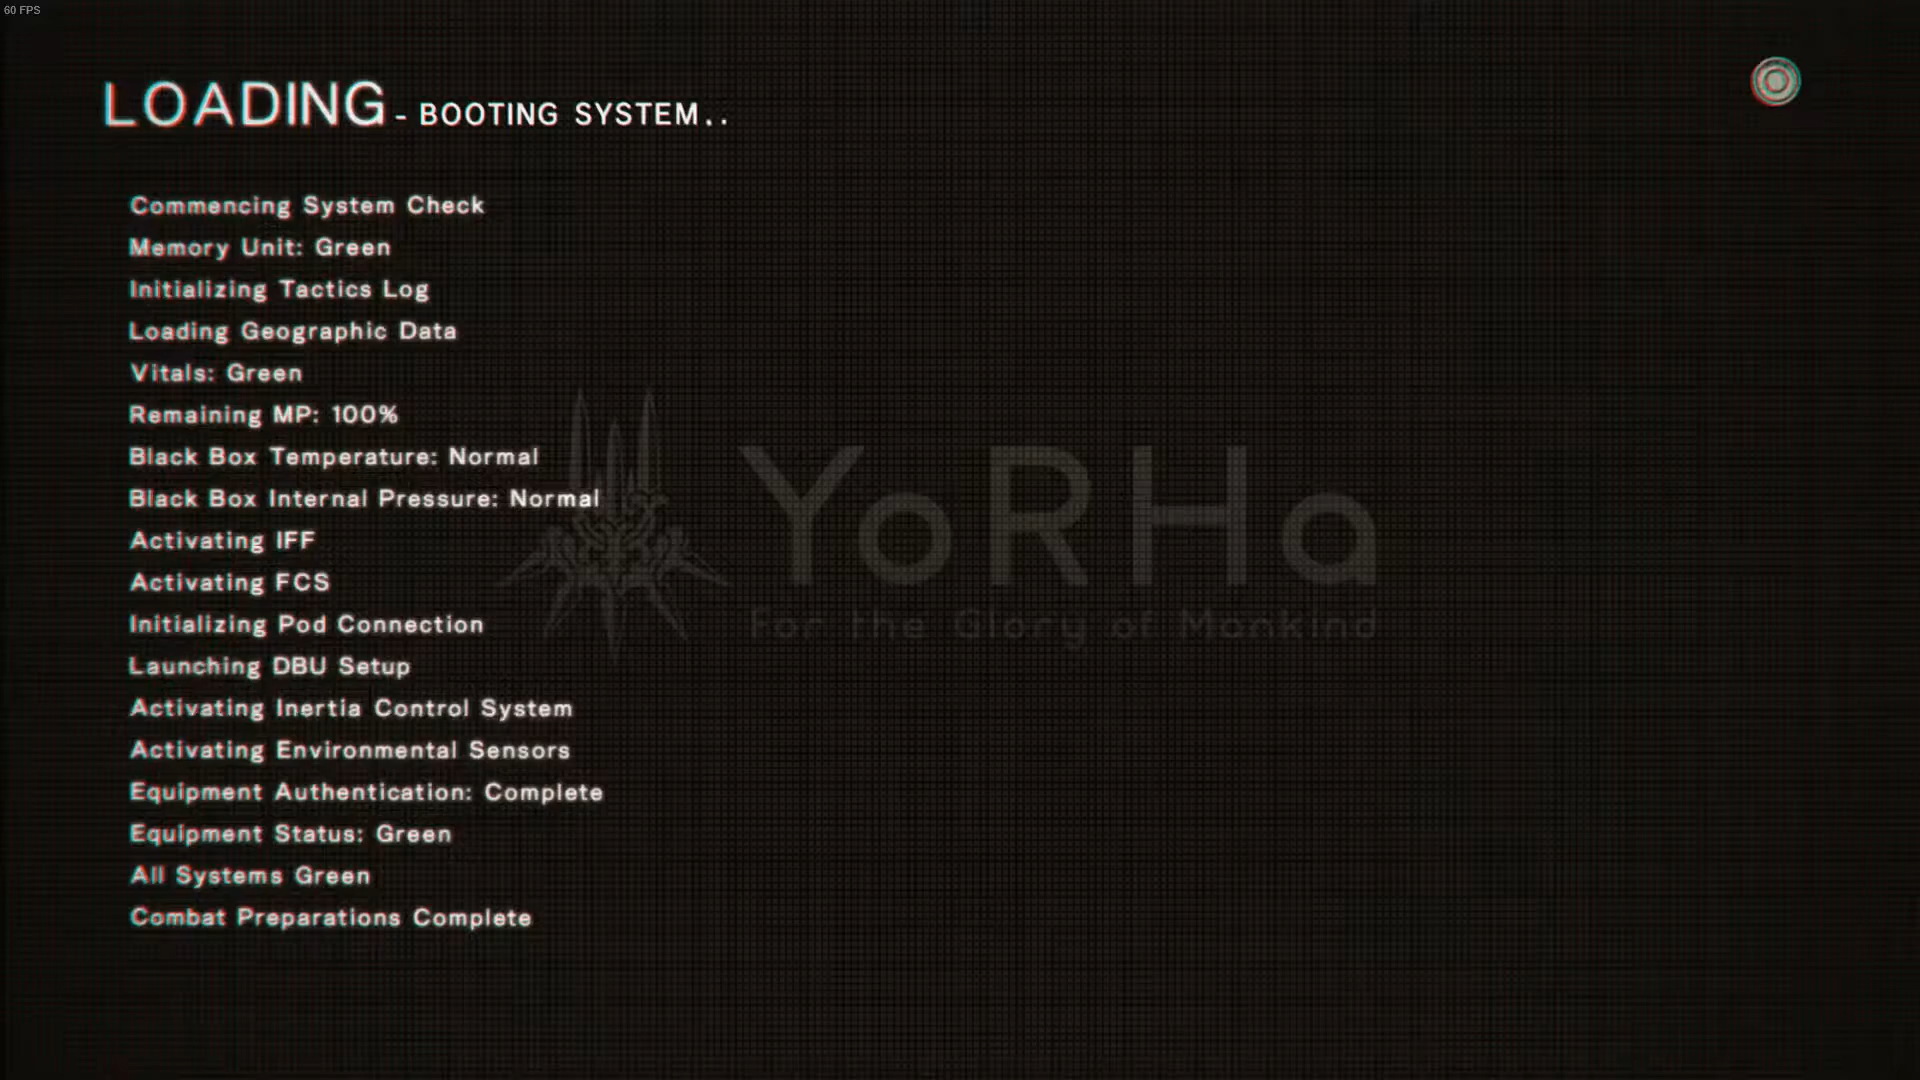 60 FPS
LOADING - BOOTING SYSTEM..
Commencing System Check
Memory Unit: Green
Initializing Tactics Log
Loading Geographic Data
Vitals: Green
Remaining MP: 100%
Black Box Temperature: Normal
Black Box Internal Pressure: Normal
Activating IFF
Activating FCS
Initializing Pod Connection
Launching DBU Setup
Activating Inertia Control System
Activating Environmental Sensors
Equipment Authentication: Complete
Equipment Status: Green
All Systems Green
Combat Preparations Complete
YoRHa
For the Glory of Mankind